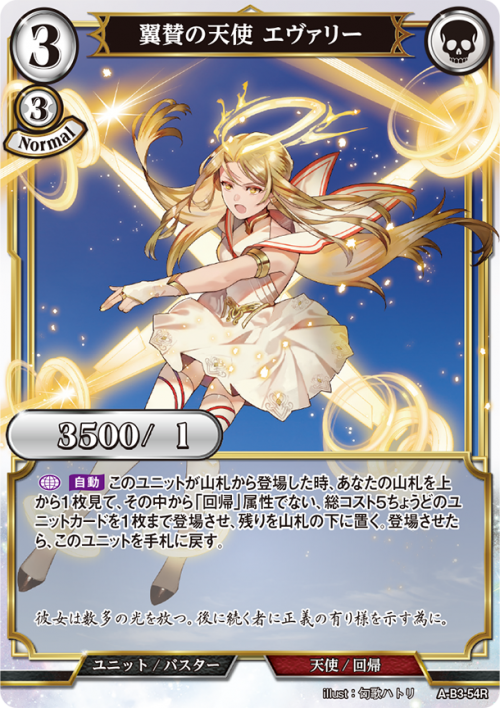 3
翼賛の天使 エヴァリー
3
Normal
3500/ 1
自動 このユニットが山札から登場した時、あなたの山札を上
から1枚見て、その中から「回帰」属性でない、総コスト5ちょうどのユ
ニットカードを1枚まで登場させ、残りを山札の下に置く。登場させた
ら、このユニットを手札に戻す。
彼女は数多の光を放つ。後に続く者に正義の有り様を示す為に。
ユニット / バスター
天使 / 回帰
illust : 匈歌ハトリ
A-B3-54R